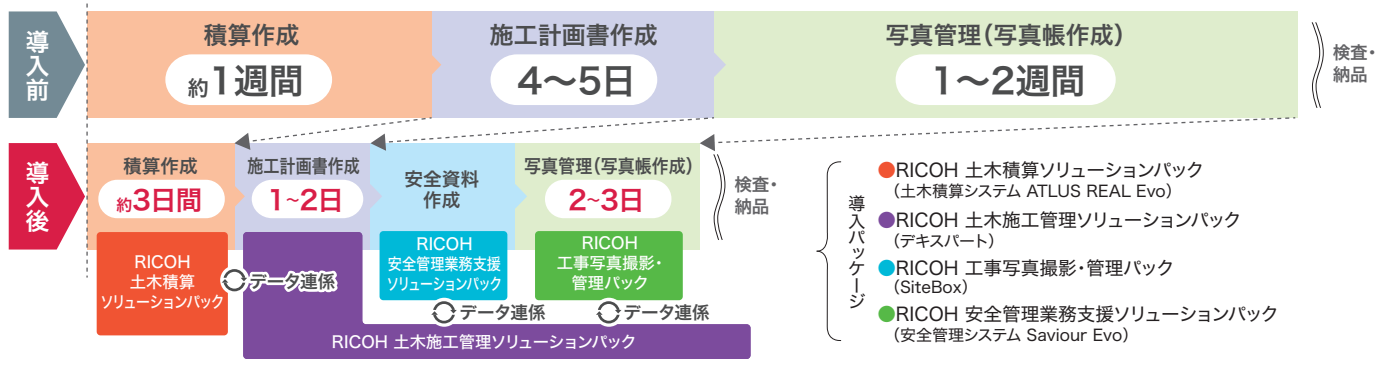 導入前
積算作成
約1週間
施工計画書作成
4〜5日
写真管理(写真帳作成)
1〜2週間
検査・
納品
導入後
積算作成
約3日間
施工計画書作成
1~2日
安全資料
作成
写真管理(写真帳作成)
2~3日
検査・
納品
RICOH
土木積算
ソリューションパック
データ連係
RICOH
安全管理業務支援
ソリューションパック
データ連係
RICOH
工事写真撮影・
管理パック
データ連係
RICOH 土木施工管理ソリューションパック
導入パッケージ
●RICOH 土木積算ソリューションパック
(土木積算システム ATLUS REAL Evo)
●RICOH 土木施工管理ソリューションパック
(デキスパート)
●RICOH 工事写真撮影・管理パック
(SiteBox)
●RICOH 安全管理業務支援ソリューションパック
(安全管理システム Saviour Evo)